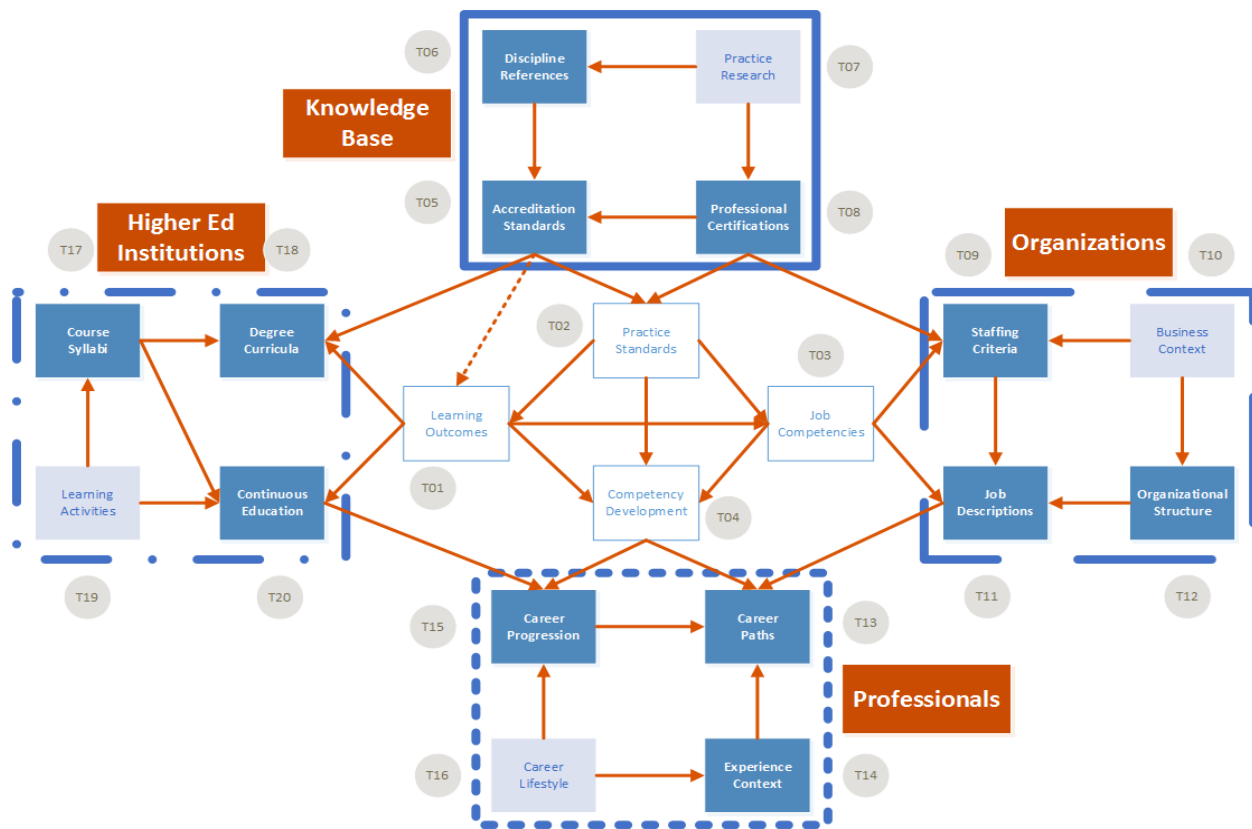 T06
Discipline
References
Practice
Research
T07
Knowledge
Base
T05
Accreditation
Standards
Professional
Certifications
T08
Higher Ed
Institutions
T17
T18
Organizations
T09
T10
Course
Syllabi
Degree
Curricula
T02
Practice
Standards
T03
Staffing
Criteria
Business
Context
Learning
Outcomes
Job
Competencies
T01
Learning
Activities
Continuous
Education
Competency
Development
T04
Job
Descriptions
Organizational
Structure
T19
T20
T11
T12
T15
Career
Progression
Career
Paths
T13
Professionals
T16
Career
Lifestyle
Experience
Context
T14